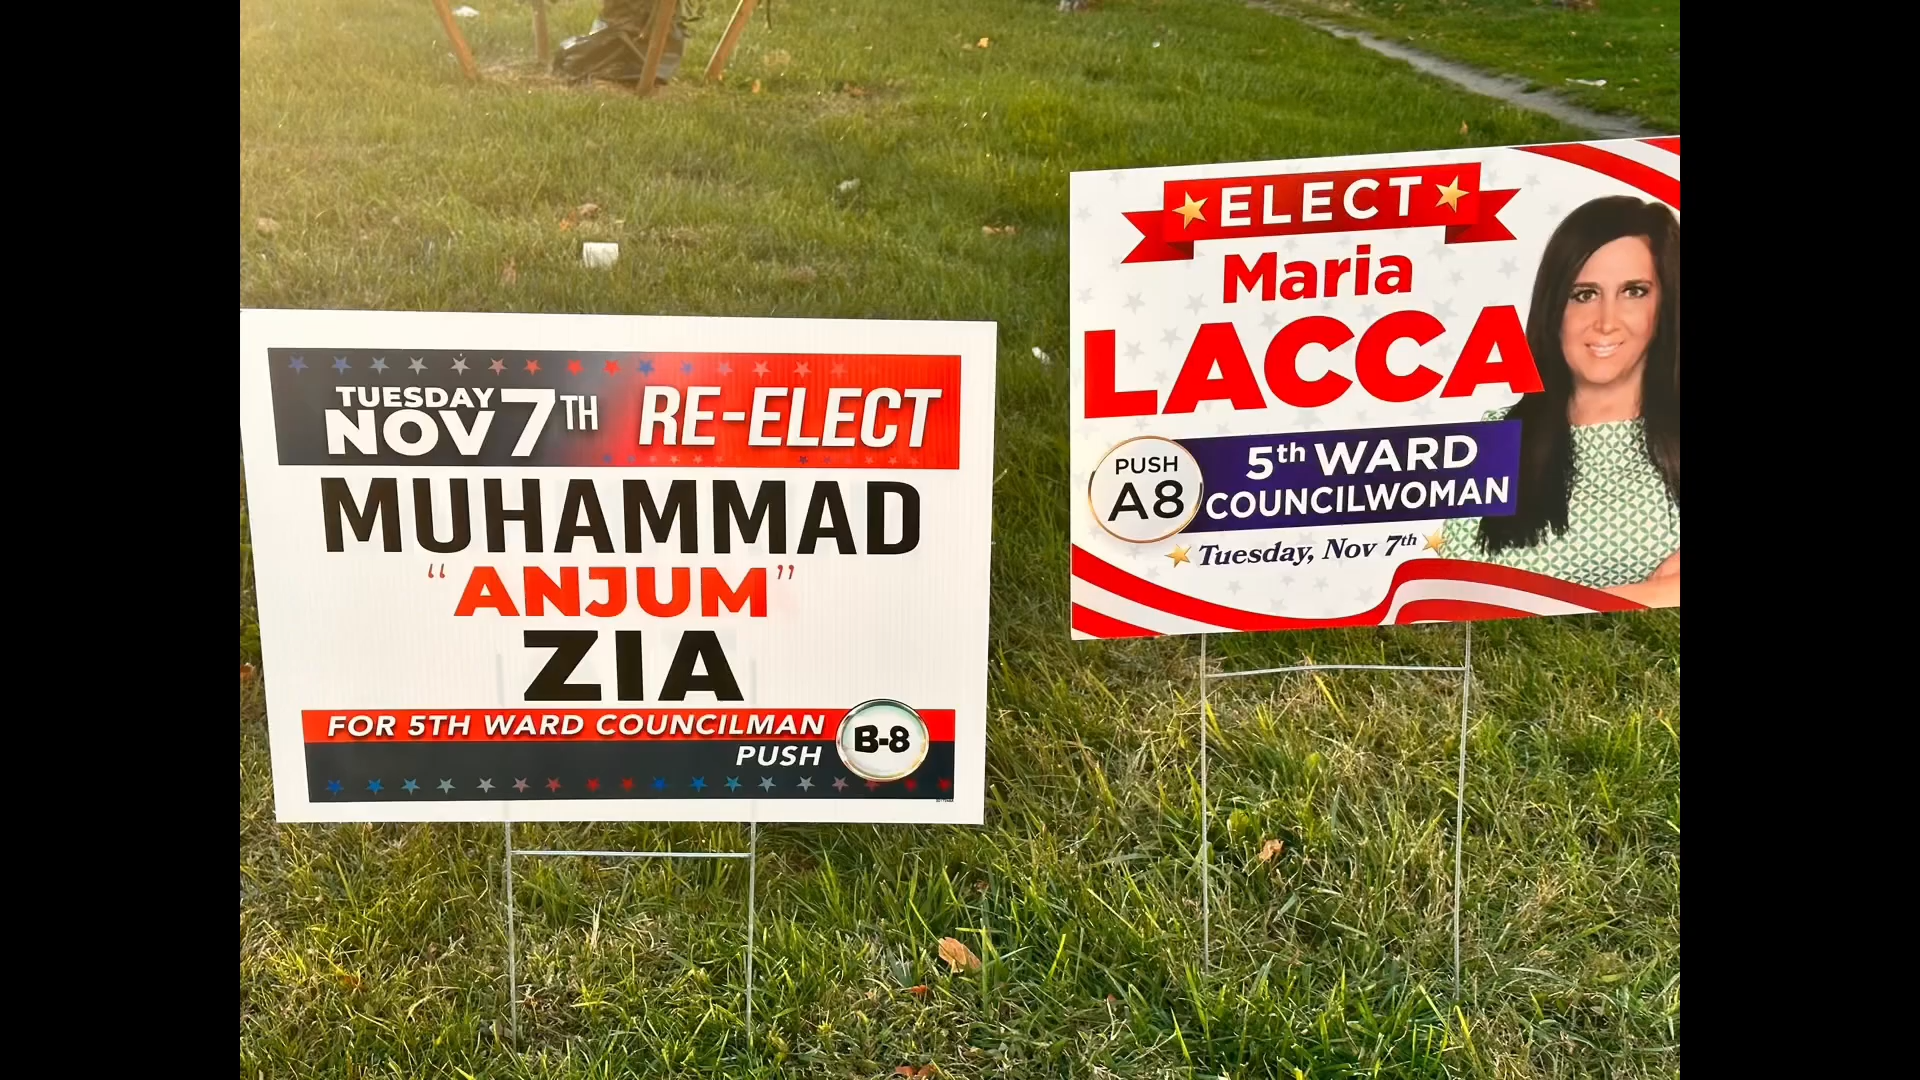 TUESDAY
NOV 7TH
RE-ELECT
MUHAMMAD
"ANJUM"
ZIA
FOR 5TH WARD COUNCILMAN
PUSH
B-8
ELECT
Maria
LACCA
PUSH
A8
5th WARD
COUNCILWOMAN
Tuesday, Nov 7th